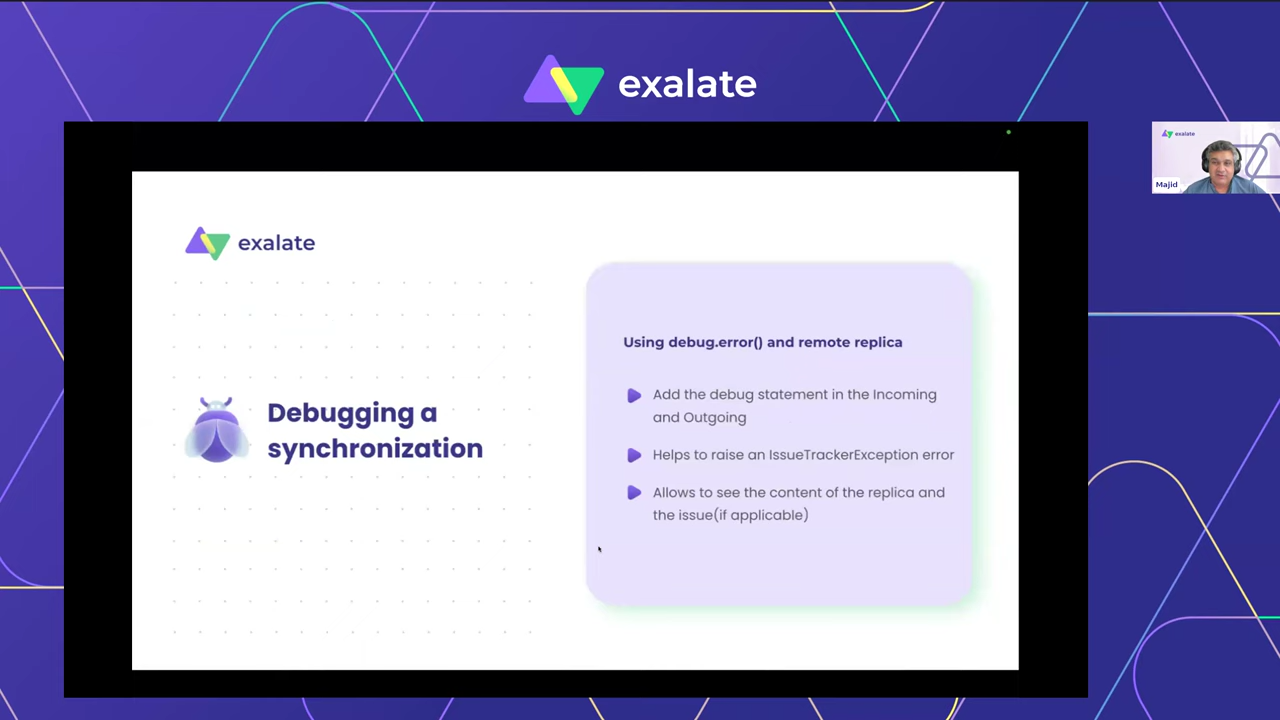 exalate
exalate
Majid
exalate
Debugging a
synchronization
Using debug.error() and remote replica
Add the debug statement in the Incoming
and Outgoing
Helps to raise an IssueTrackerException error
Allows to see the content of the replica and
the issue(if applicable)